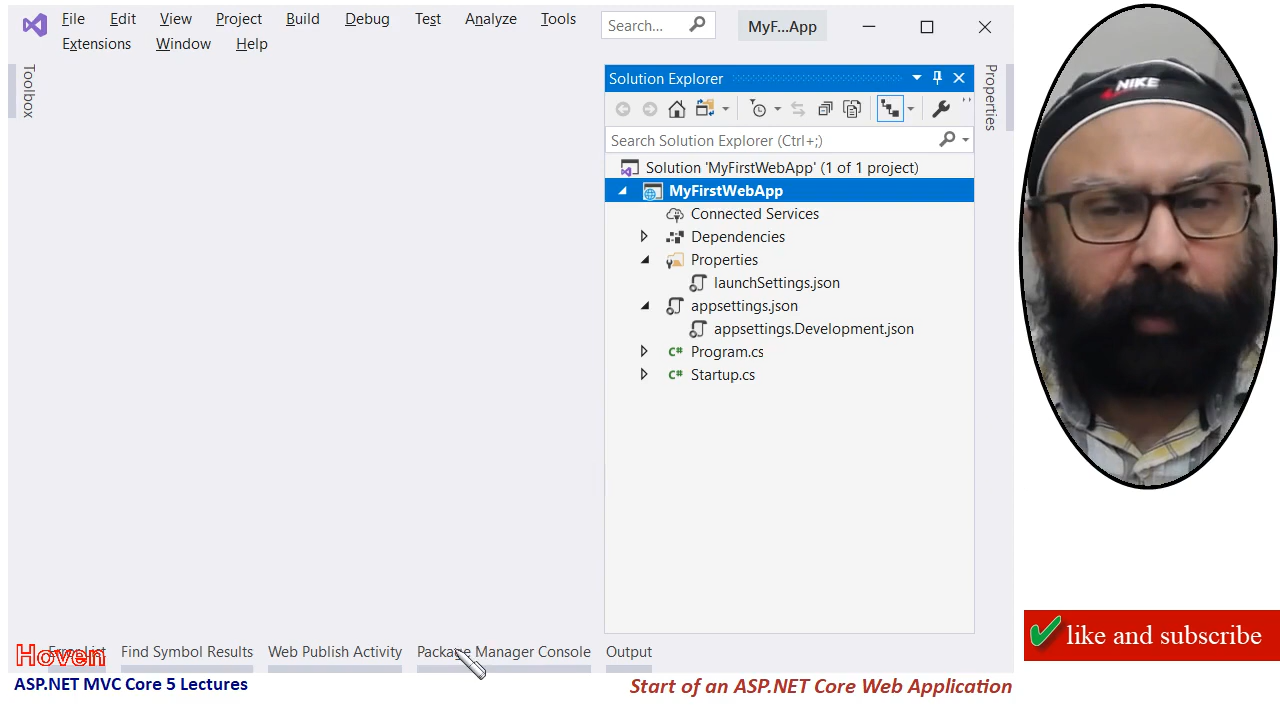 File Edit View Project Build Debug Test Analyze Tools
Search...
MyF...App
Extensions Window Help
Toolbox
Solution Explorer
Properties
Search Solution Explorer (Ctrl+;)
Solution 'MyFirstWebApp' (1 of 1 project)
MyFirstWebApp
Connected Services
Dependencies
Properties
launchSettings.json
appsettings.json
appsettings.Development.json
C# Program.cs
C# Startup.cs
NIKE
like and subscribe
Hoven
Error List Find Symbol Results Web Publish Activity Package Manager Console Output
ASP.NET MVC Core 5 Lectures
Start of an ASP.NET Core Web Application